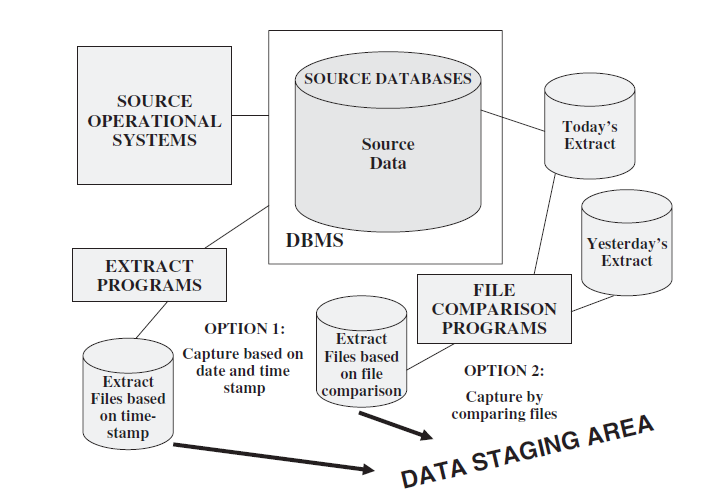 SOURCE
OPERATIONAL
SYSTEMS
SOURCE DATABASES
Source
Data
DBMS
Today's
Extract
Yesterday's
Extract
EXTRACT
PROGRAMS
FILE
COMPARISON
PROGRAMS
OPTION 1:
Capture based on
date and time
stamp
Extract
Files based
on file
comparison
OPTION 2:
Capture by
comparing files
Extract
Files based
on time-
stamp
DATA STAGING AREA